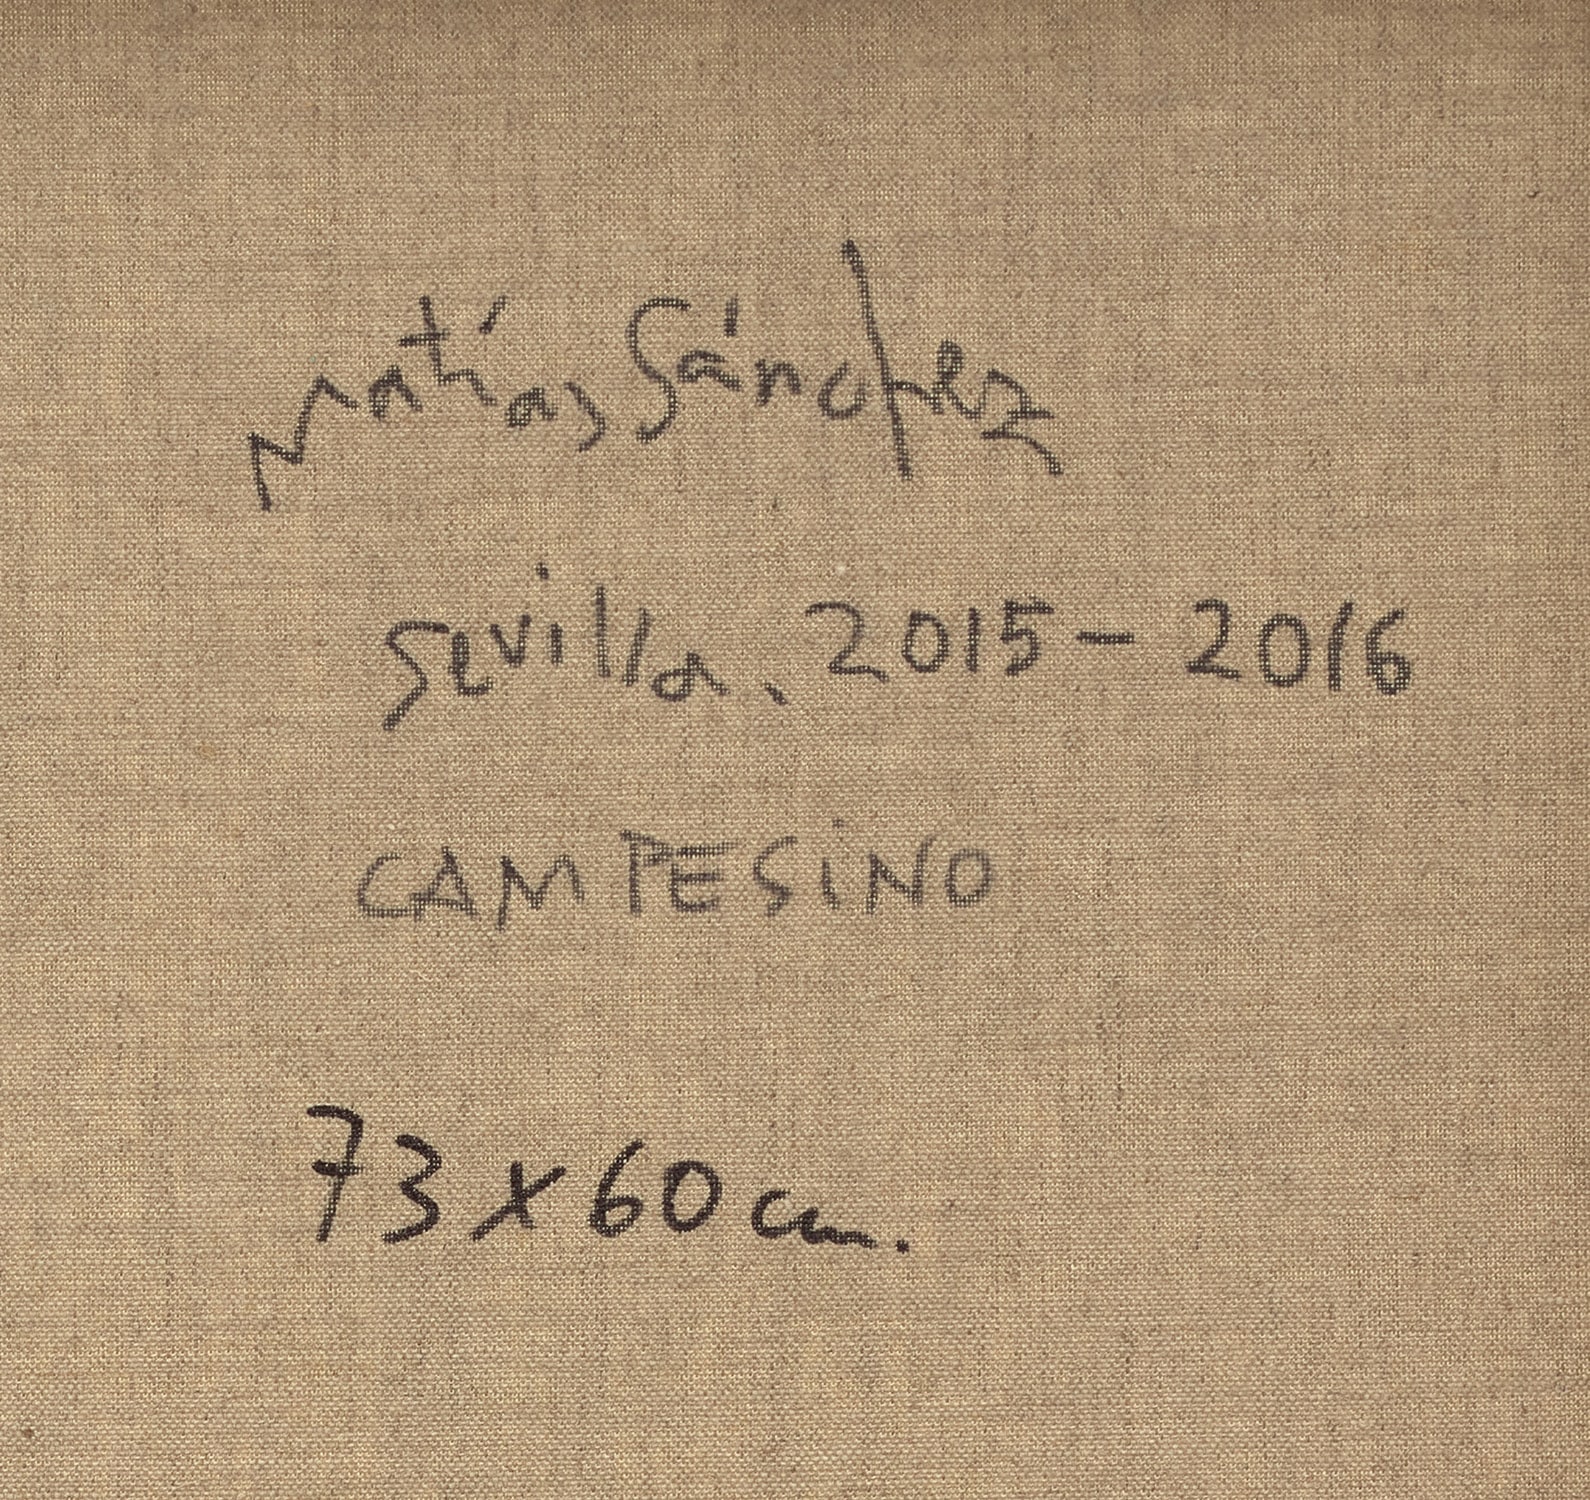 Matías Sánchez
Sevilla, 2015 - 2016
CAMPESiNO
73 x 60 cm.